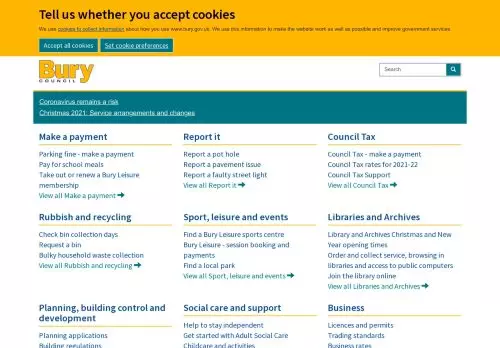 Tell us whether you accept cookies
We use cookies to collect information about how you use www.bury.gov.uk. We use this information to make the website work as well as possible and improve government services.
Accept all cookies
Set cookie preferences
Bury
COUNCIL
Search
Coronavirus remains a risk
Christmas 2021: Service arrangements and changes
Make a payment
Parking fine - make a payment
Pay for school meals
Take out or renew a Bury Leisure
membership
View all Make a payment
Report it
Report a pot hole
Report a pavement issue
Report a faulty street light
View all Report it
Council Tax
Council Tax - make a payment
Council Tax rates for 2021-22
Council Tax Support
View all Council Tax
Rubbish and recycling
Check bin collection days
Request a bin
Bulky household waste collection
View all Rubbish and recycling
Sport, leisure and events
Find a Bury Leisure sports centre
Bury Leisure - session booking and
payments
Find a local park
View all Sport, leisure and events
Libraries and Archives
Library and Archives Christmas and New
Year opening times
Order and collect service, browsing in
libraries and access to public computers
Join the library online
View all Libraries and Archives
Planning, building control and
development
Planning applications
Building regulations
Social care and support
Help to stay independent
Get started with Adult Social Care
Childcare and activities
Business
Licences and permits
Trading standards
Business rates